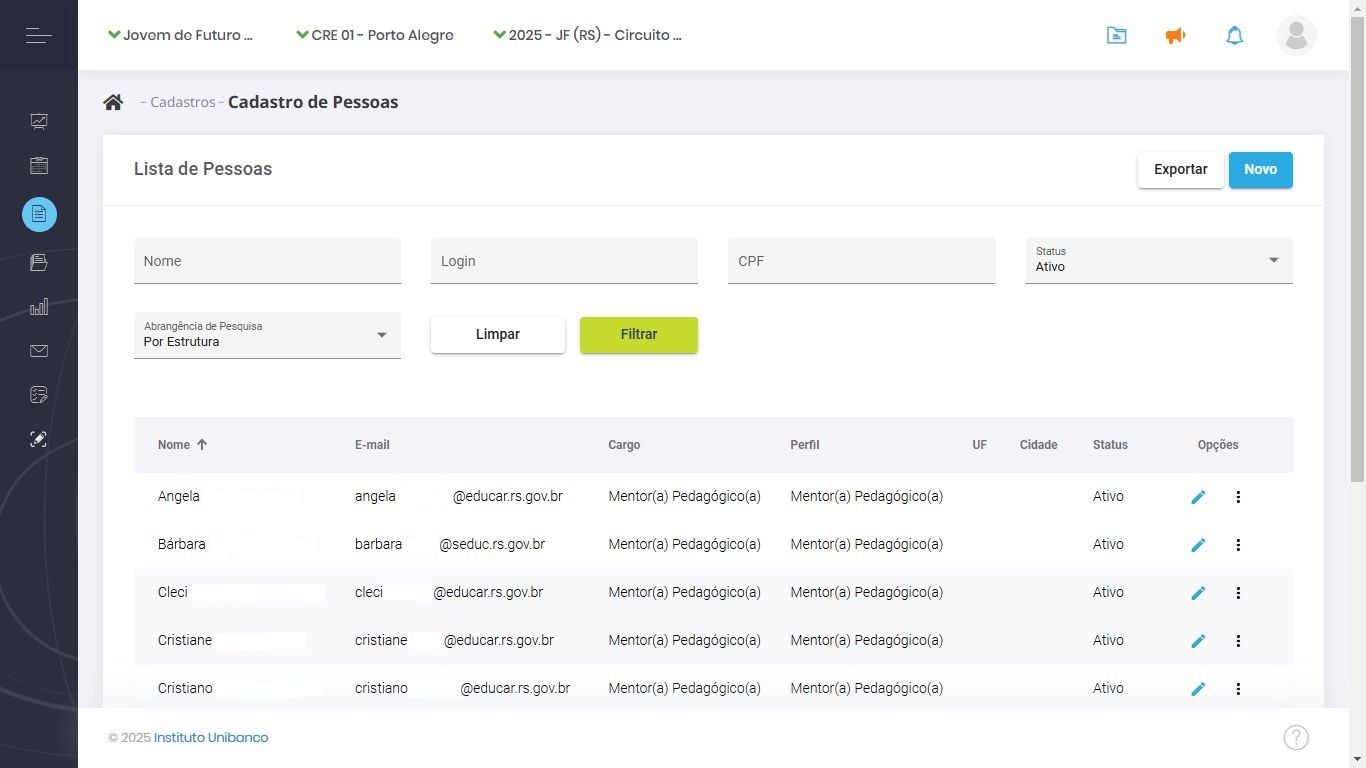 Jovem de Futuro ... CRE 01 - Porto Alegre 2025 - JF (RS) - Circuito ...
- Cadastros - Cadastro de Pessoas
Lista de Pessoas Exportar Novo
Nome Login CPF Status
Ativo
Abrangência de Pesquisa
Por Estrutura Limpar Filtrar
Nome E-mail Cargo Perfil UF Cidade Status Opções
Angela angela @educar.rs.gov.br Mentor(a) Pedagógico(a) Mentor(a) Pedagógico(a) Ativo
Bárbara barbara @seduc.rs.gov.br Mentor(a) Pedagógico(a) Mentor(a) Pedagógico(a) Ativo
Cleci cleci @educar.rs.gov.br Mentor(a) Pedagógico(a) Mentor(a) Pedagógico(a) Ativo
Cristiane cristiane @educar.rs.gov.br Mentor(a) Pedagógico(a) Mentor(a) Pedagógico(a) Ativo
Cristiano cristiano @educar.rs.gov.br Mentor(a) Pedagógico(a) Mentor(a) Pedagógico(a) Ativo
© 2025 Instituto Unibanco ?